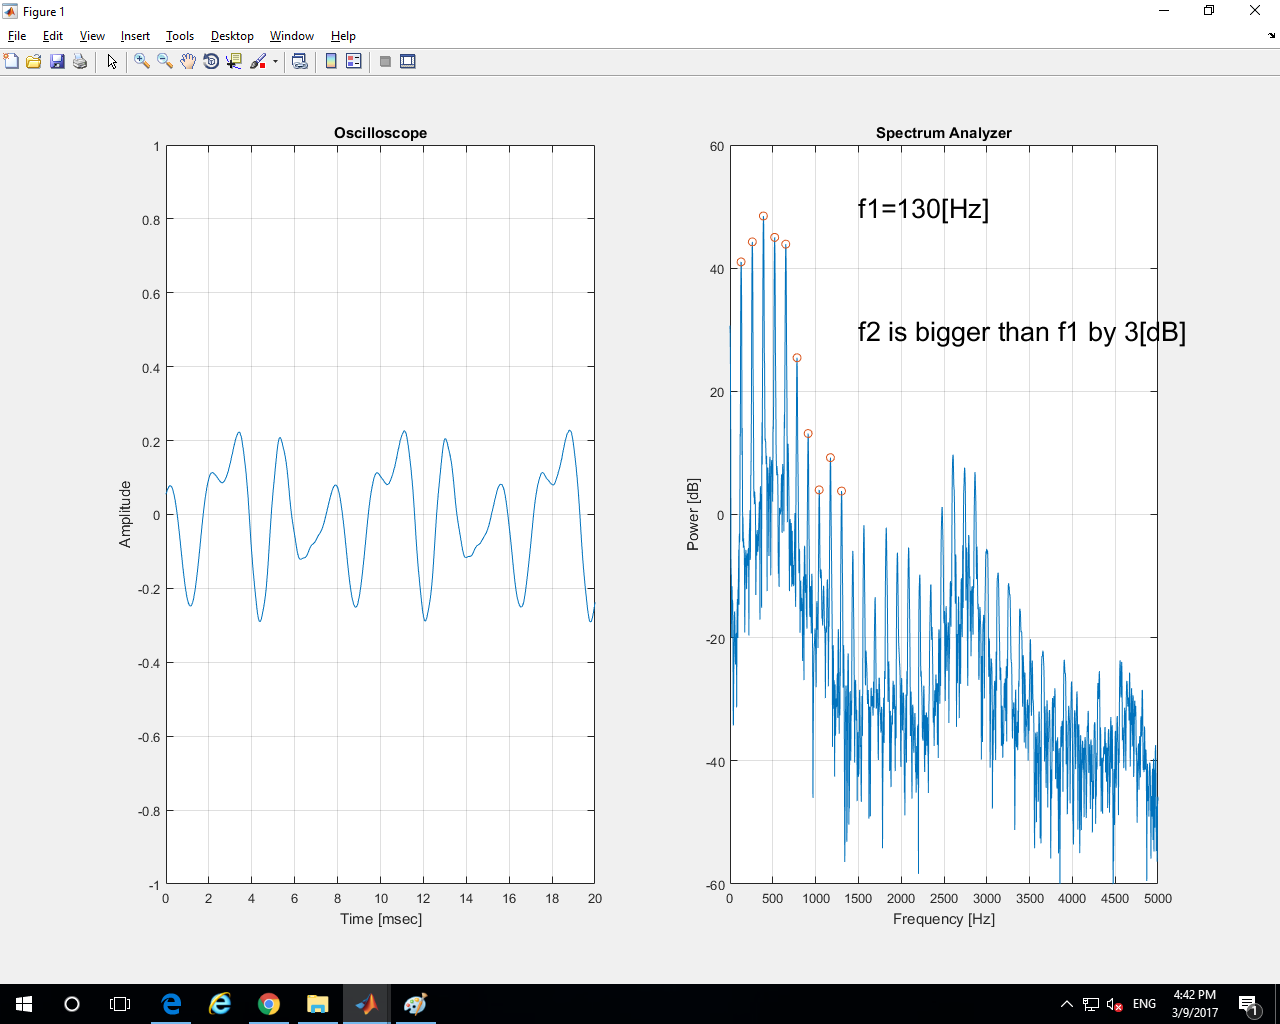 Figure 1
File Edit View Insert Tools Desktop Window Help
Oscilloscope
1
0.8
0.6
0.4
0.2
0
-0.2
-0.4
-0.6
-0.8
-1
Amplitude
0 2 4 6 8 10 12 14 16 18 20
Time [msec]
Spectrum Analyzer
f1=130[Hz]
f2 is bigger than f1 by 3[dB]
60
40
20
0
-20
-40
-60
Power [dB]
0 500 1000 1500 2000 2500 3000 3500 4000 4500 5000
Frequency [Hz]
ENG
4:42 PM
3/9/2017
1